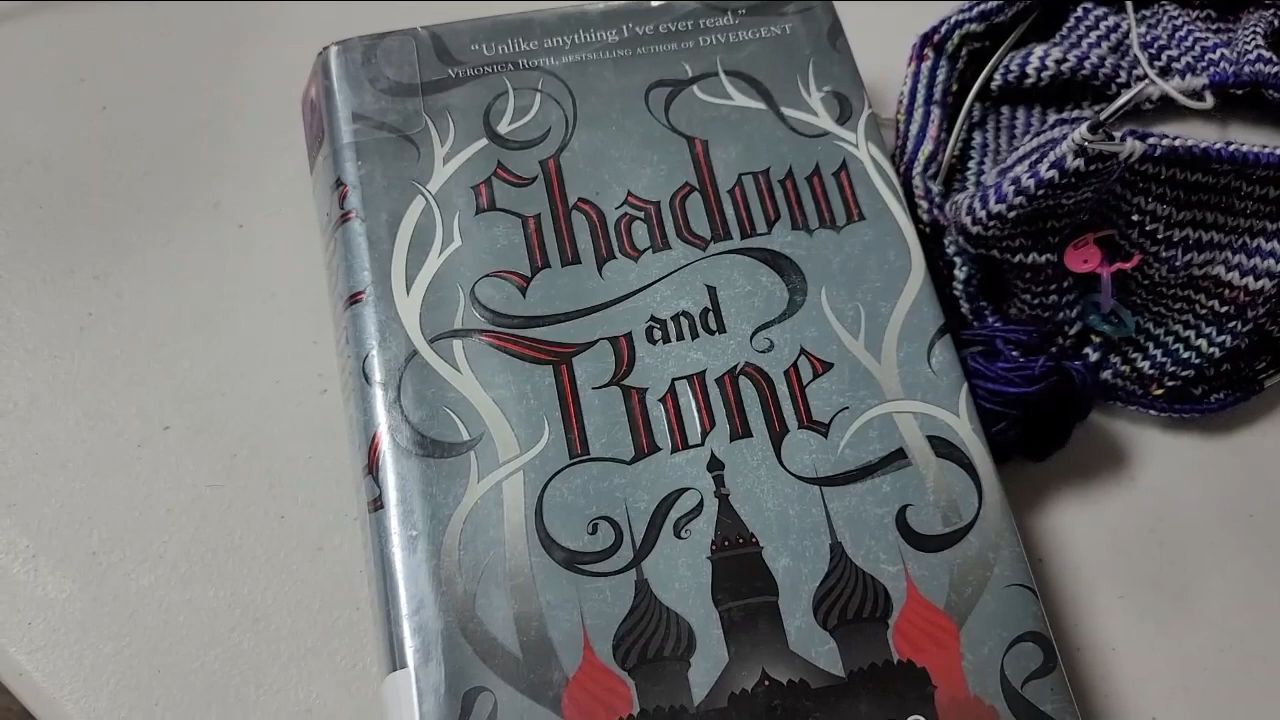 “Unlike anything I’ve ever read.”
—VERONICA ROTH, BESTSELLING AUTHOR OF DIVERGENT
Shadow
and
Bone